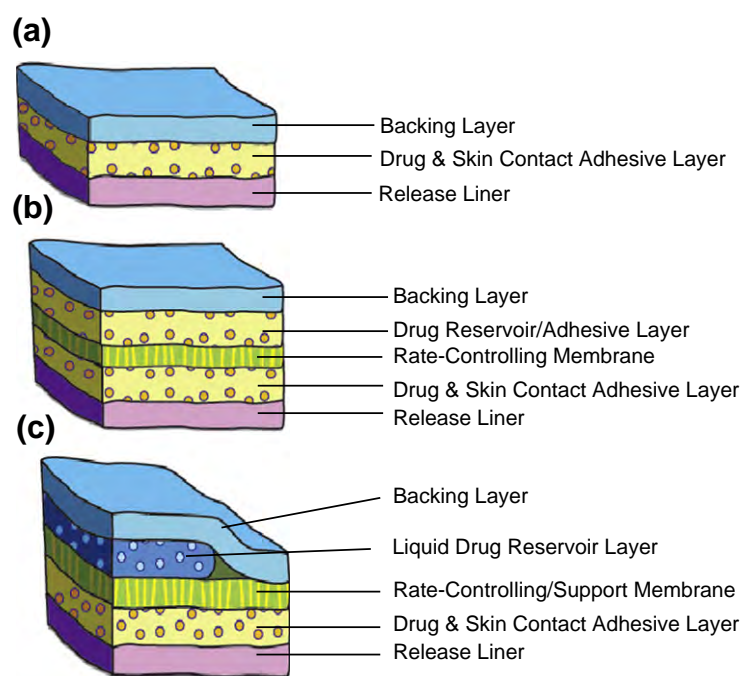 (a)
Backing Layer
Drug & Skin Contact Adhesive Layer
Release Liner
(b)
Backing Layer
Drug Reservoir/Adhesive Layer
Rate-Controlling Membrane
Drug & Skin Contact Adhesive Layer
Release Liner
(c)
Backing Layer
Liquid Drug Reservoir Layer
Rate-Controlling/Support Membrane
Drug & Skin Contact Adhesive Layer
Release Liner